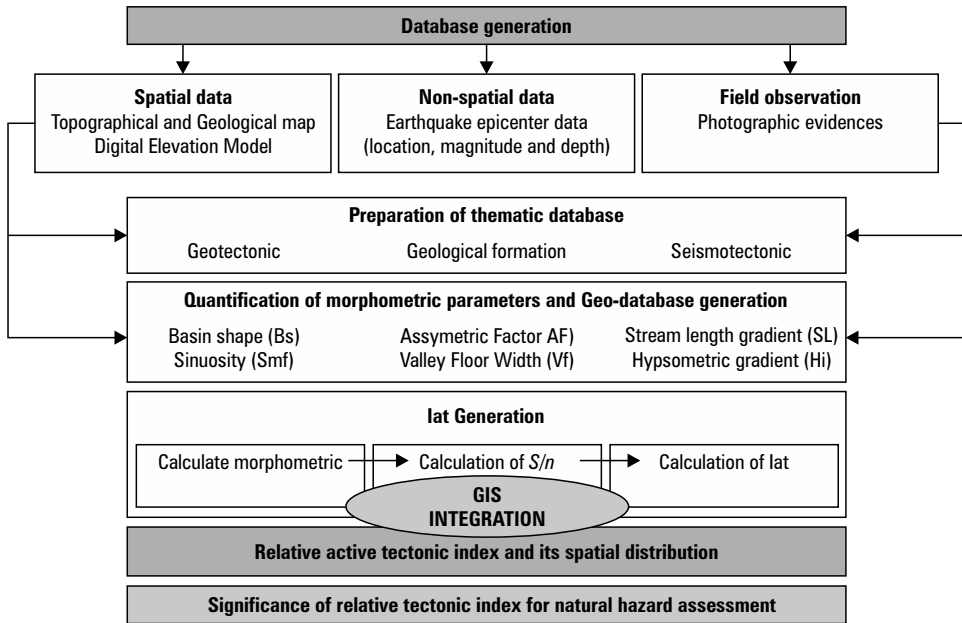 Database generation
Spatial data
Topographical and Geological map
Digital Elevation Model
Non-spatial data
Earthquake epicenter data
(location, magnitude and depth)
Field observation
Photographic evidences
Preparation of thematic database
Geotectonic
Geological formation
Seismotectonic
Quantification of morphometric parameters and Geo-database generation
Basin shape (Bs)
Sinuosity (Smf)
Assymetric Factor AF)
Valley Floor Width (Vf)
Stream length gradient (SL)
Hypsometric gradient (Hi)
Iat Generation
Calculate morphometric
Calculation of S/n
Calculation of Iat
GIS
INTEGRATION
Relative active tectonic index and its spatial distribution
Significance of relative tectonic index for natural hazard assessment